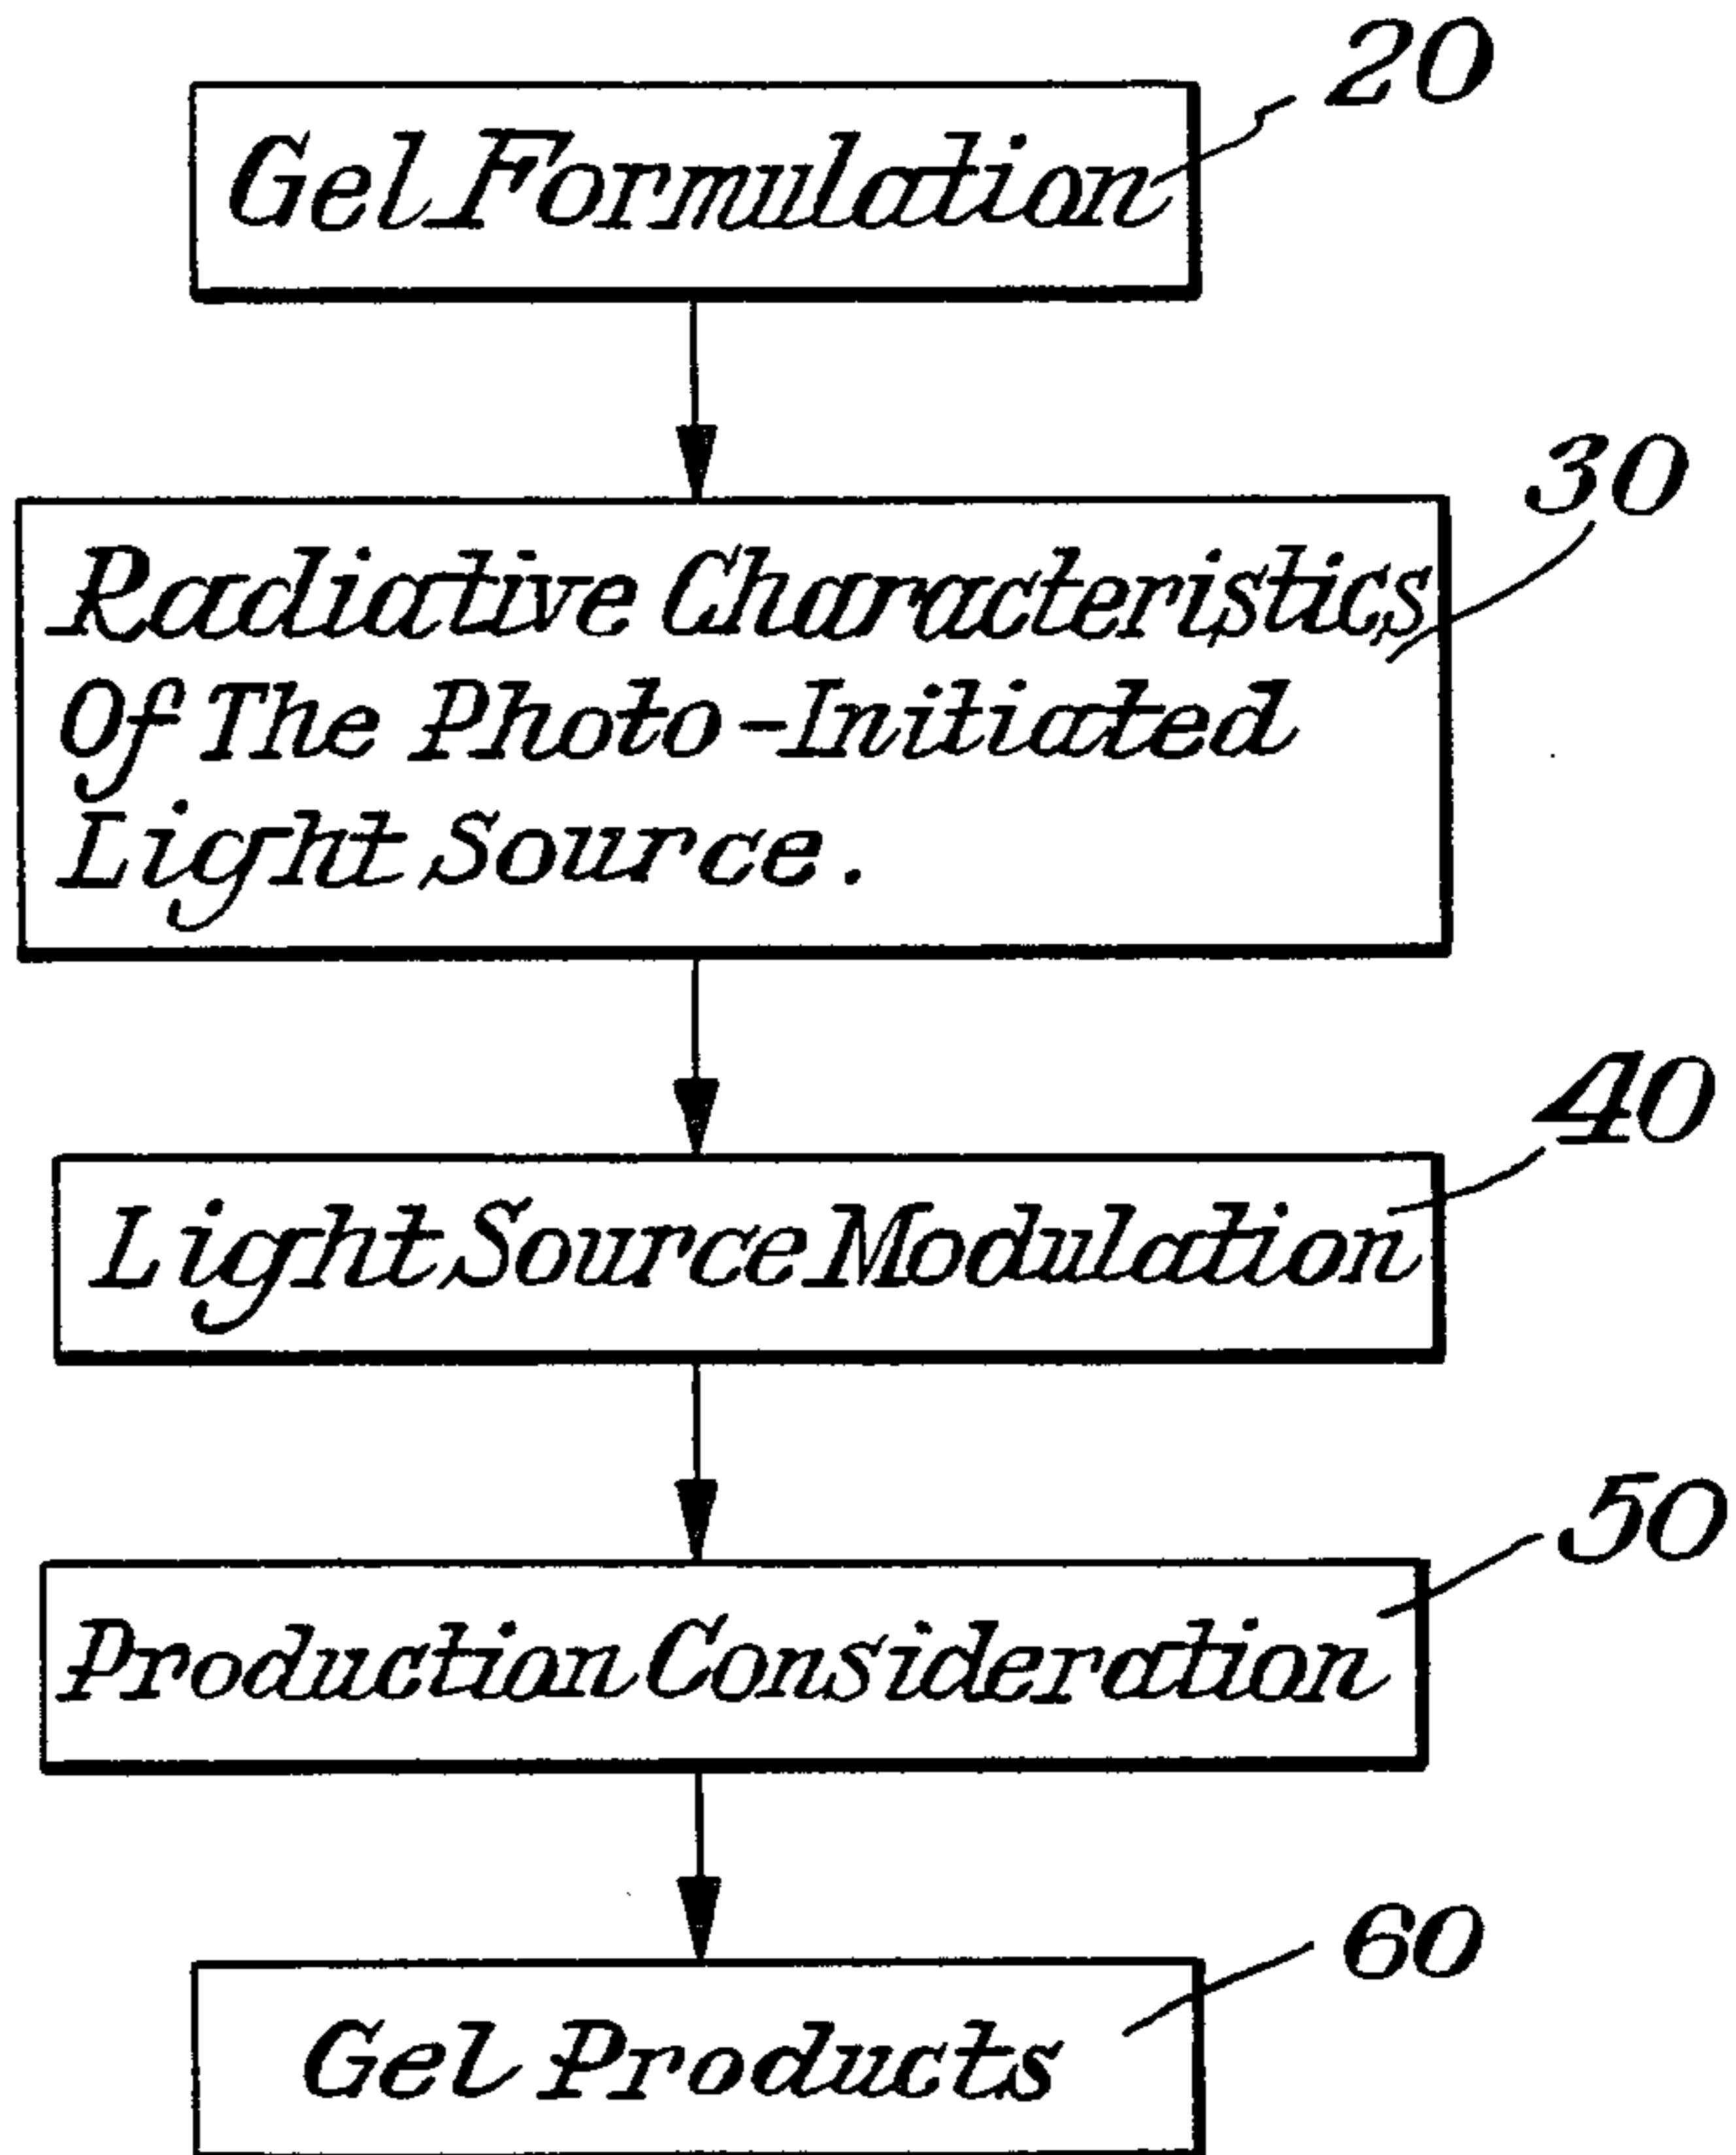 20
Gel Formulation
30
Radiative Characteristics
Of The Photo-Initiated
Light Source.
40
Light Source Modulation
50
Production Consideration
60
Gel Products